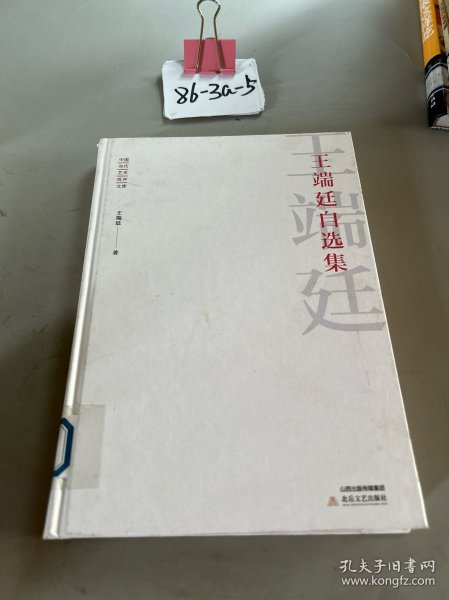 86-3a-5
中国
当代
艺术
批评
文库
王端廷
王端廷自选集
王端廷 著
山西出版传媒集团
北岳文艺出版社
孔夫子旧书网
www.kongfz.com